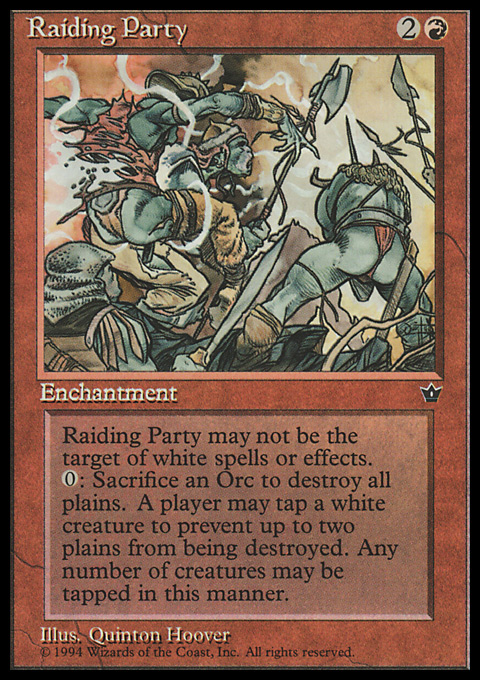 Raiding Party 2
Enchantment
Raiding Party may not be the
target of white spells or effects.
0: Sacrifice an Orc to destroy all
plains. A player may tap a white
creature to prevent up to two
plains from being destroyed. Any
number of creatures may be
tapped in this manner.
Illus. Quinton Hoover
© 1994 Wizards of the Coast, Inc. All rights reserved.